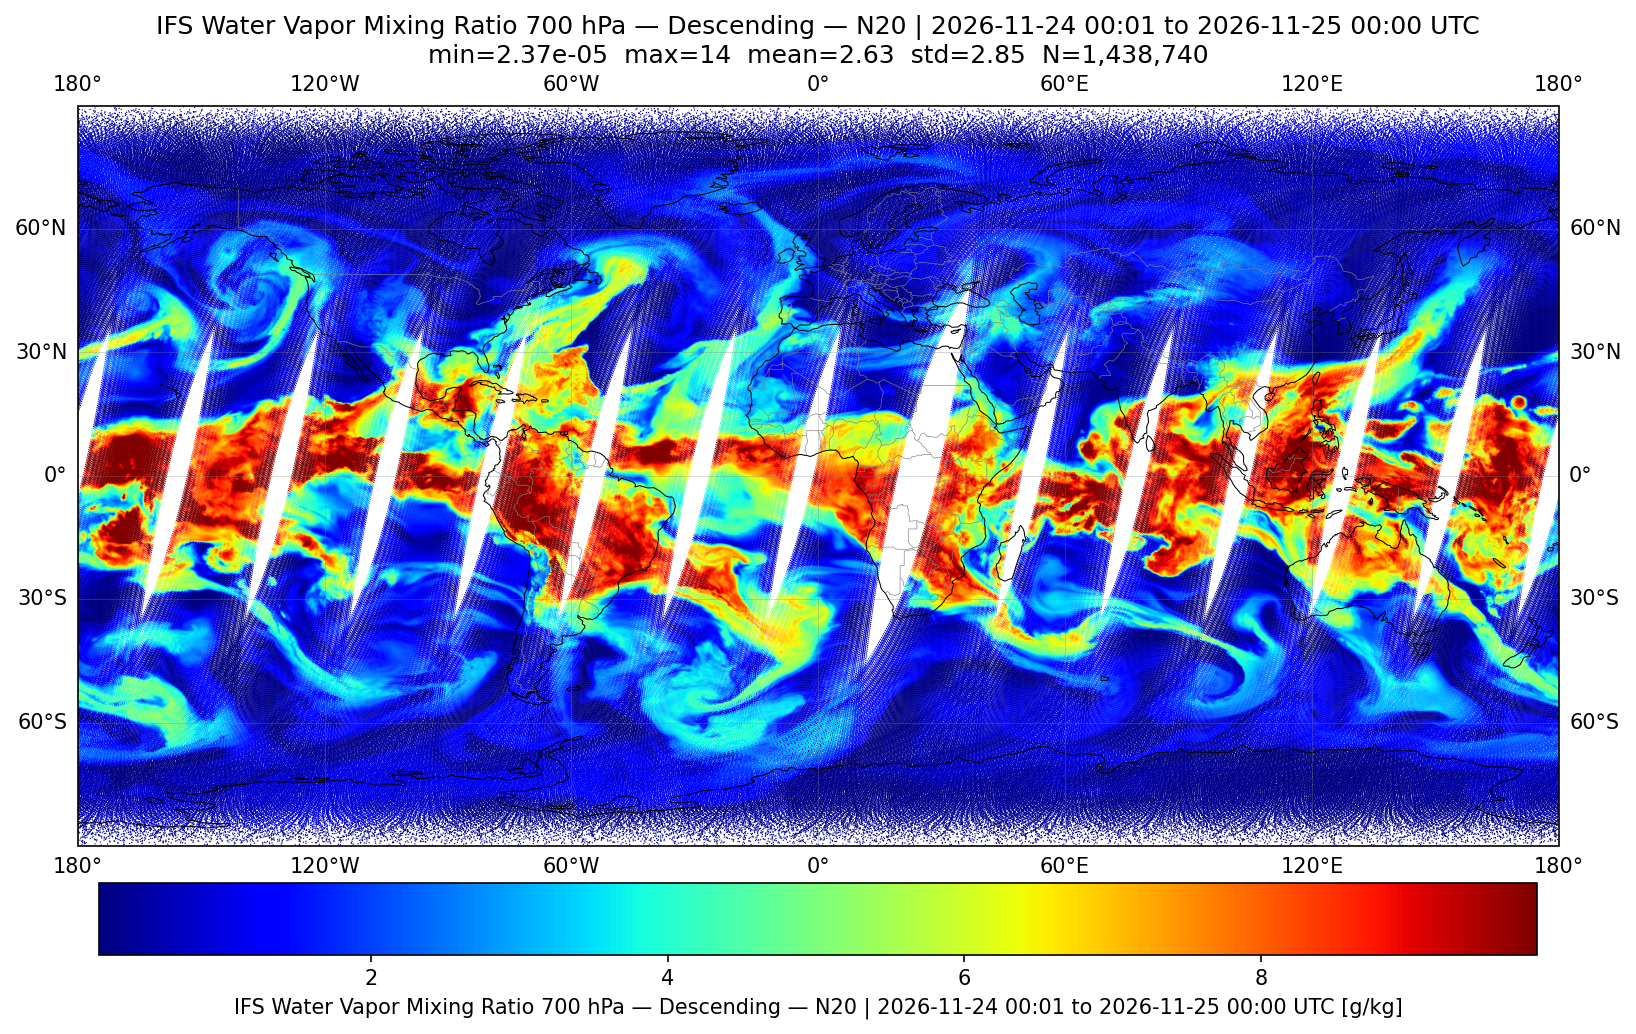 IFS Water Vapor Mixing Ratio 700 hPa — Descending — N20 | 2026-11-24 00:01 to 2026-11-25 00:00 UTC
min=2.37e-05  max=14  mean=2.63  std=2.85  N=1,438,740
180° 120°W 60°W 0° 60°E 120°E 180°
60°N 60°N
30°N 30°N
0° 0°
30°S 30°S
60°S 60°S
180° 120°W 60°W 0° 60°E 120°E 180°
2 4 6 8
IFS Water Vapor Mixing Ratio 700 hPa — Descending — N20 | 2026-11-24 00:01 to 2026-11-25 00:00 UTC [g/kg]